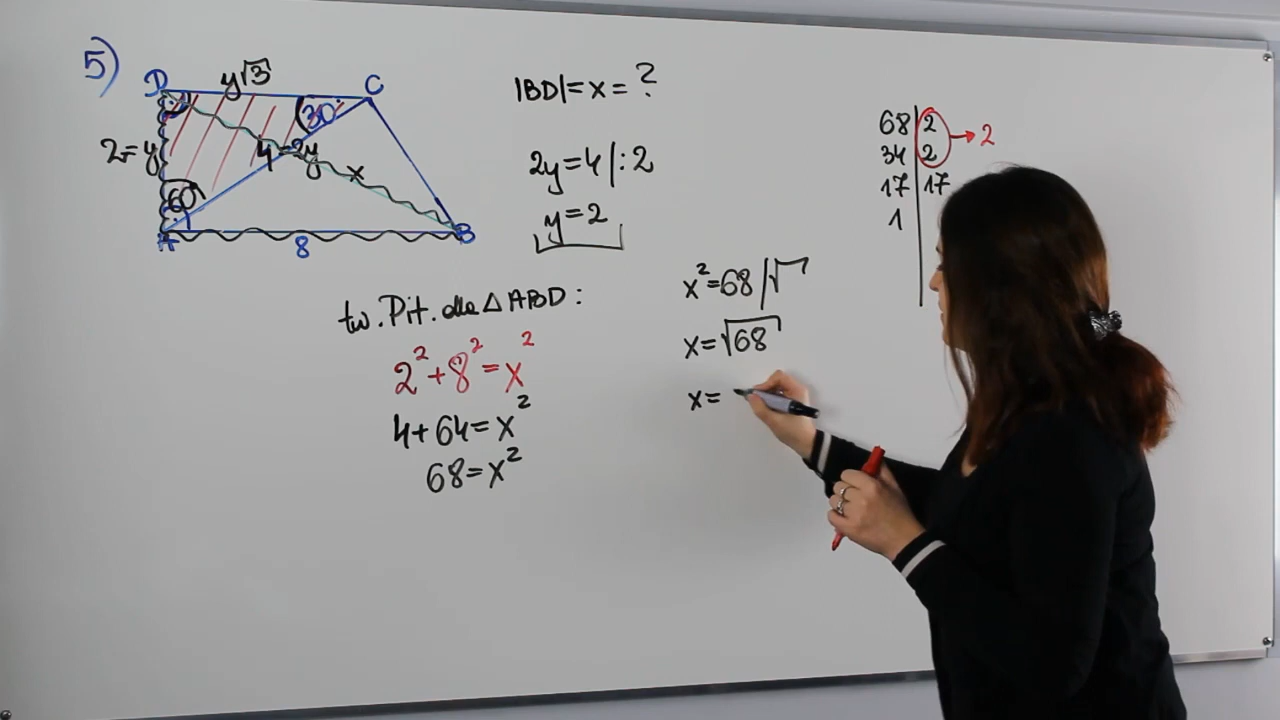 5)
D y√3 C
30°
2=y
4=2y
x
60°
A 8 B
|BD|=x=?
2y=4|:2
y=2
tw. Pit. dla △ABD:
2²+8²=x²
4+64=x²
68=x²
x²=68|√
x=√68
x=
68|2
34|2 →2
17|17
1|